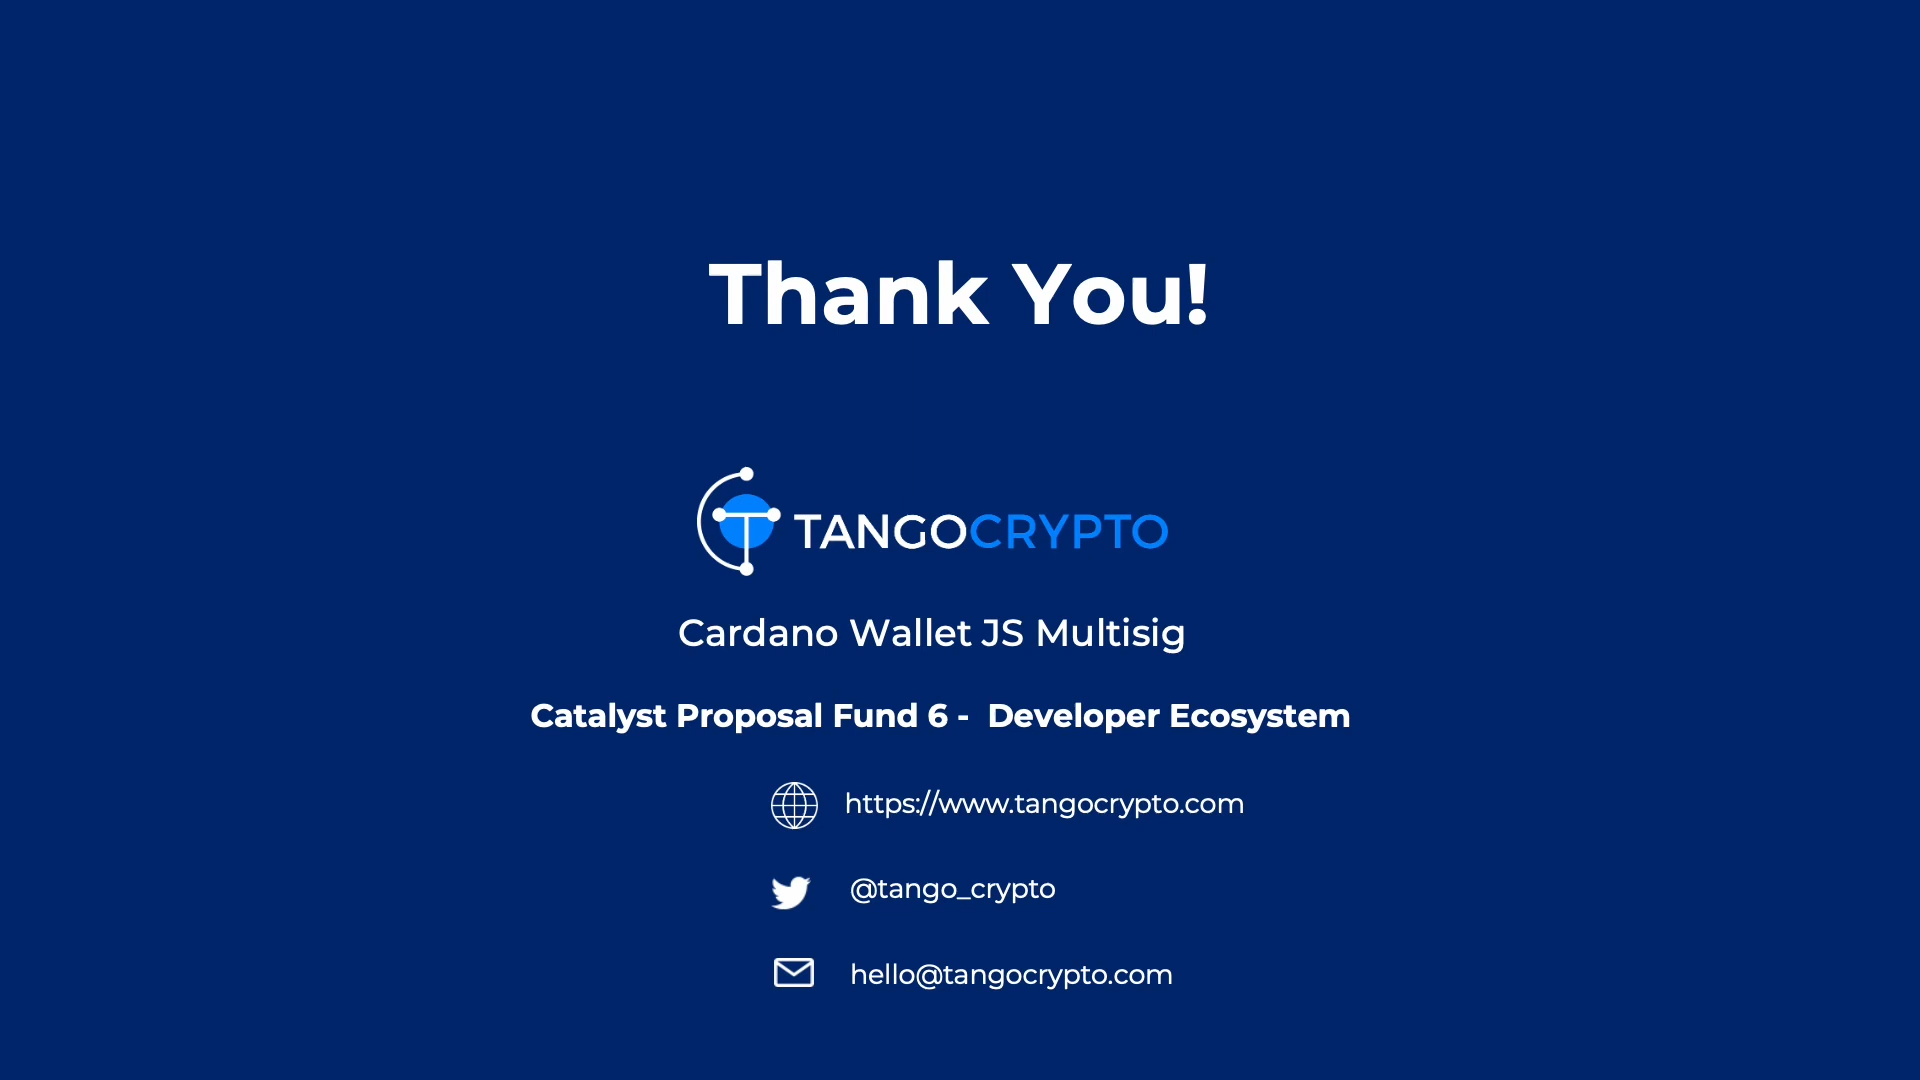 Thank You!
TANGOCRYPTO
Cardano Wallet JS Multisig
Catalyst Proposal Fund 6 -  Developer Ecosystem
https://www.tangocrypto.com
@tango_crypto
hello@tangocrypto.com